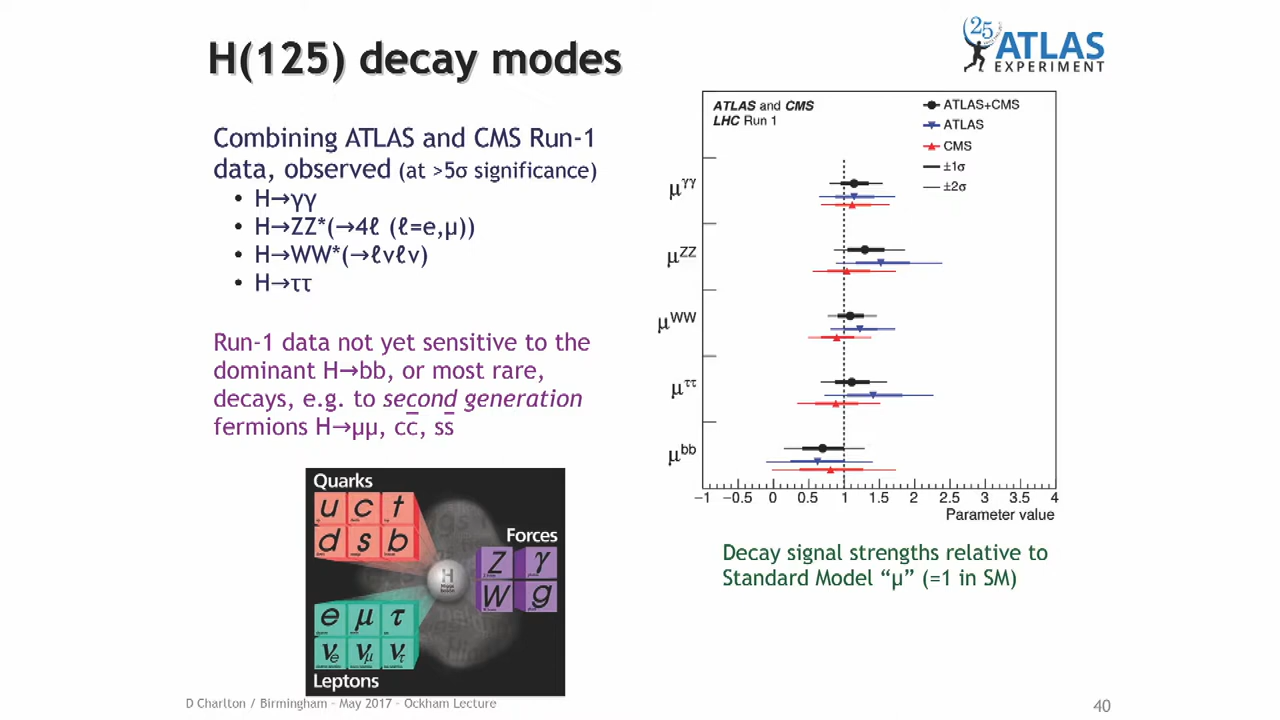 H(125) decay modes
25
ATLAS
EXPERIMENT
Combining ATLAS and CMS Run-1
data, observed (at >5σ significance)
• H→γγ
• H→ZZ*(→4ℓ (ℓ=e,μ))
• H→WW*(→ℓνℓν)
• H→ττ
Run-1 data not yet sensitive to the
dominant H→bb, or most rare,
decays, e.g. to second generation
fermions H→μμ, cc̅, ss̅
ATLAS and CMS
LHC Run 1
ATLAS+CMS
ATLAS
CMS
±1σ
±2σ
μ^γγ
μ^ZZ
μ^WW
μ^ττ
μ^bb
−1 −0.5 0 0.5 1 1.5 2 2.5 3 3.5 4
Parameter value
Decay signal strengths relative to
Standard Model “μ” (=1 in SM)
Quarks
u c t
d s b
Forces
Z γ
W g
H
Higgs
boson
e μ τ
νe νμ ντ
Leptons
D Charlton / Birmingham – May 2017 – Ockham Lecture
40